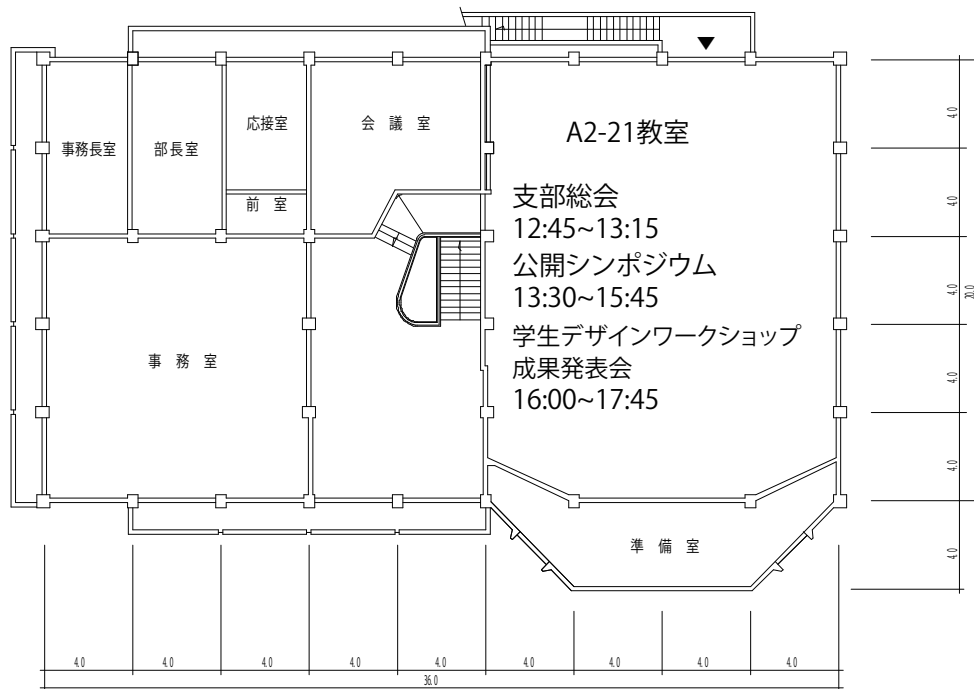 事務長室
部長室
応接室
前 室
会 議 室
A2-21教室
支部総会
12:45~13:15
公開シンポジウム
13:30~15:45
学生デザインワークショップ
成果発表会
16:00~17:45
事 務 室
準 備 室
4.0
4.0
4.0
4.0
4.0
4.0
20.0
4.0
4.0
4.0
4.0
4.0
4.0
4.0
4.0
4.0
36.0